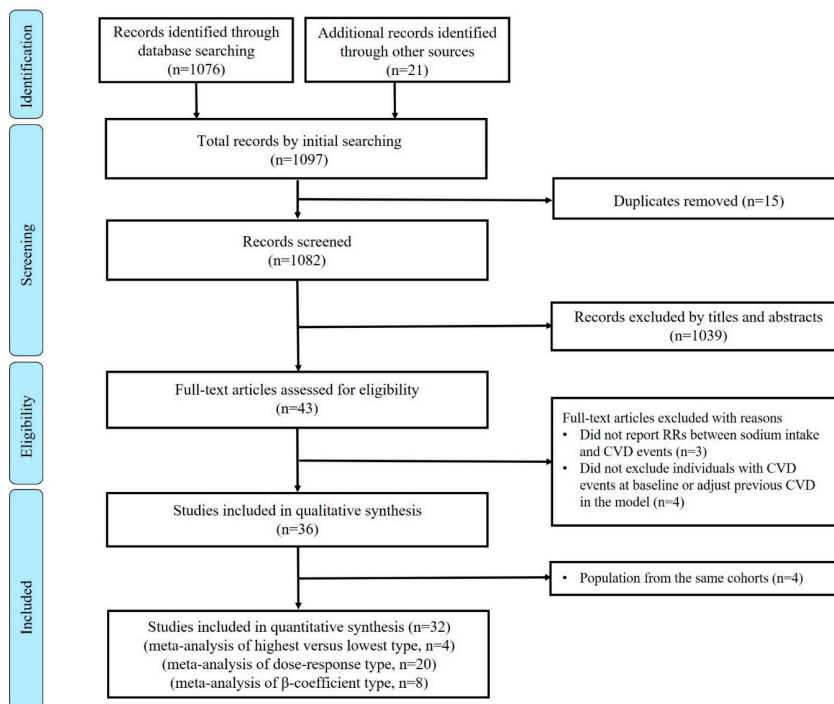 Identification
Records identified through
database searching
(n=1076)
Additional records identified
through other sources
(n=21)
Screening
Total records by initial searching
(n=1097)
Duplicates removed (n=15)
Records screened
(n=1082)
Records excluded by titles and abstracts
(n=1039)
Eligibility
Full-text articles assessed for eligibility
(n=43)
Full-text articles excluded with reasons
• Did not report RRs between sodium intake
and CVD events (n=3)
• Did not exclude individuals with CVD
events at baseline or adjust previous CVD
in the model (n=4)
Included
Studies included in qualitative synthesis
(n=36)
• Population from the same cohorts (n=4)
Studies included in quantitative synthesis (n=32)
(meta-analysis of highest versus lowest type, n=4)
(meta-analysis of dose-response type, n=20)
(meta-analysis of β-coefficient type, n=8)